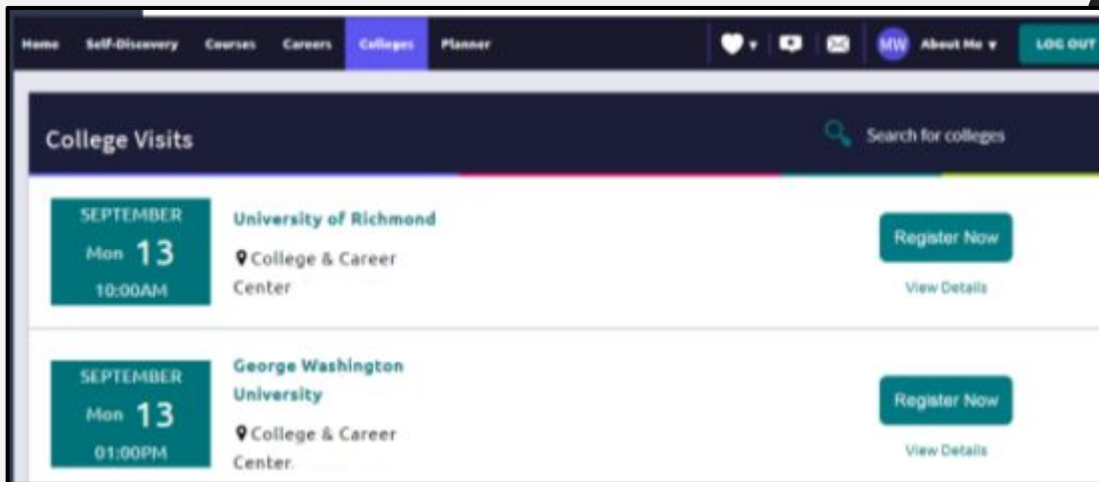 Home Self-Discovery Courses Careers Colleges Planner MW About Me LOG OUT
College Visits Search for colleges
SEPTEMBER
Mon 13
10:00AM
University of Richmond
College & Career
Center
Register Now
View Details
SEPTEMBER
Mon 13
01:00PM
George Washington
University
College & Career
Center
Register Now
View Details